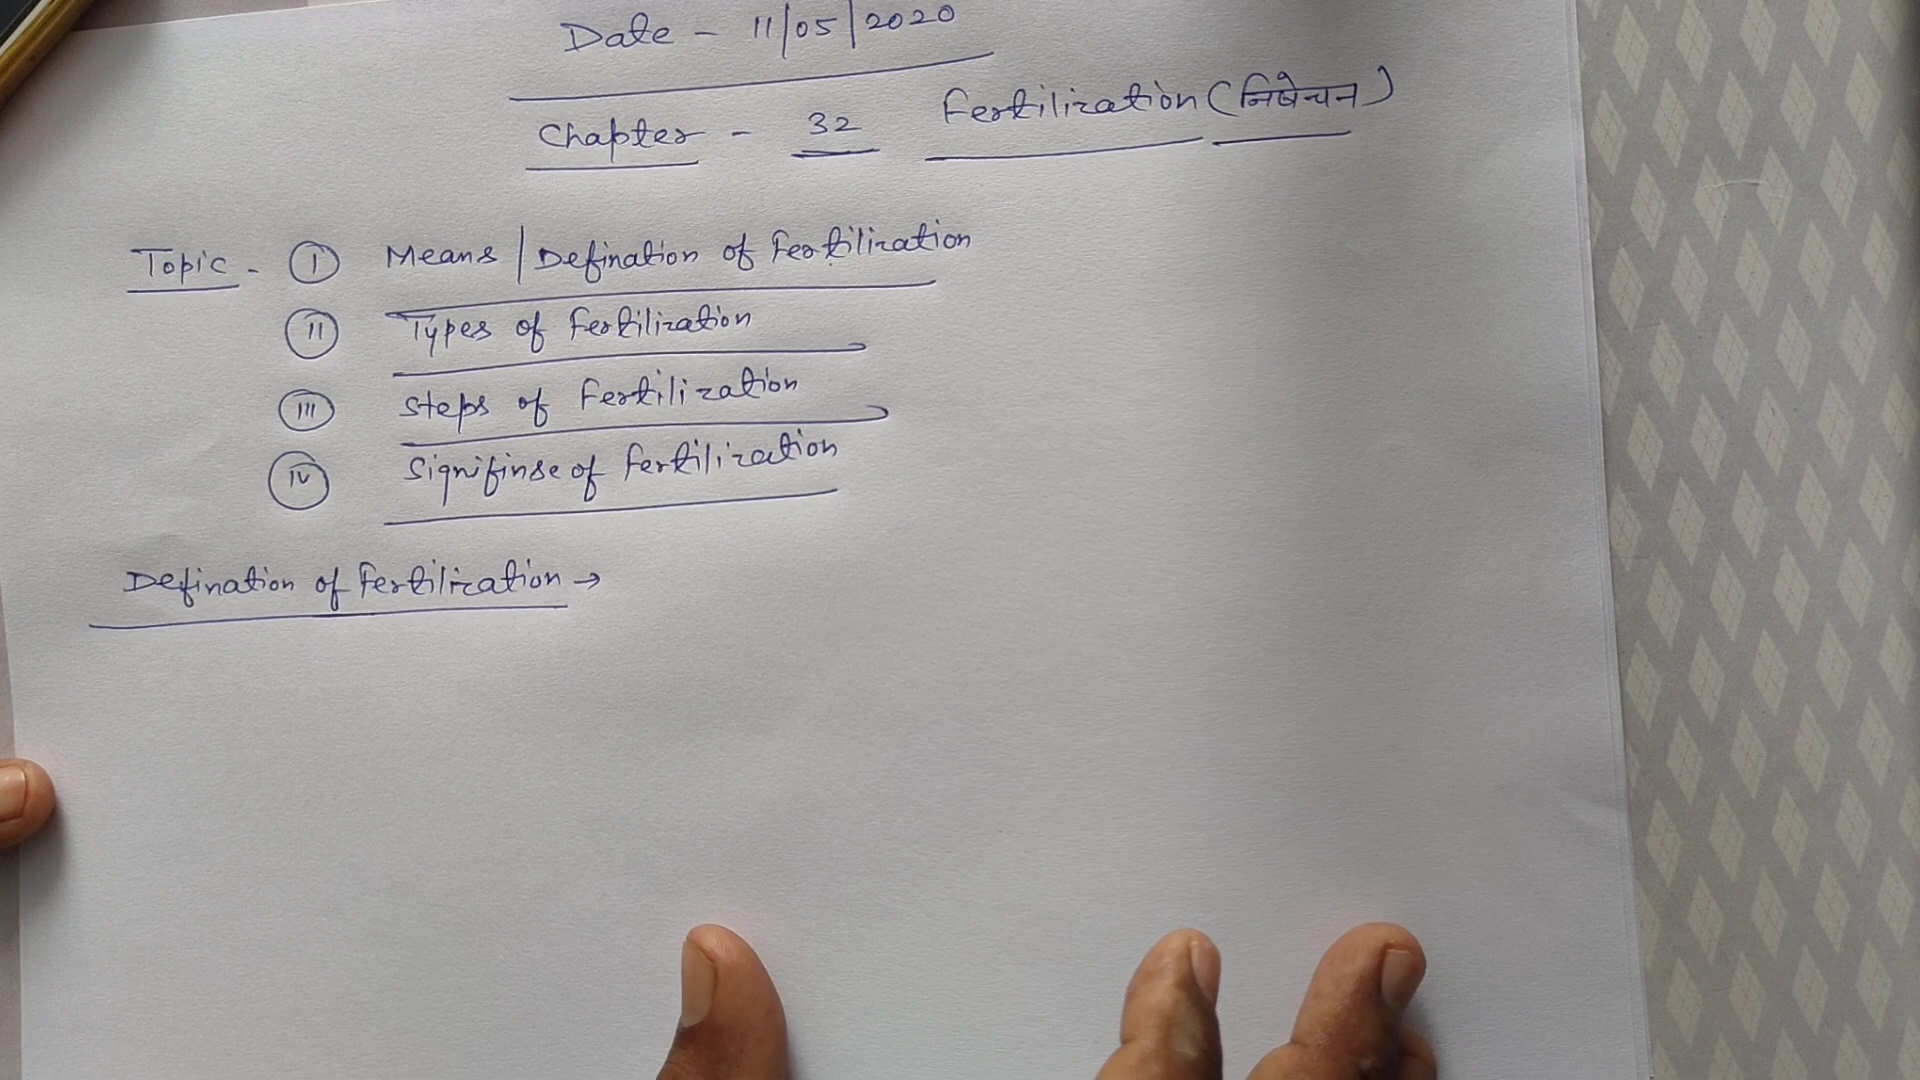 Date - 11/05/2020
Chapter - 32 Fertilization (निषेचन)
Topic - (I) Means / Defination of Fertilization
(II) Types of Fertilization
(III) Steps of Fertilization
(IV) Signifinse of Fertilization
Defination of Fertilization →